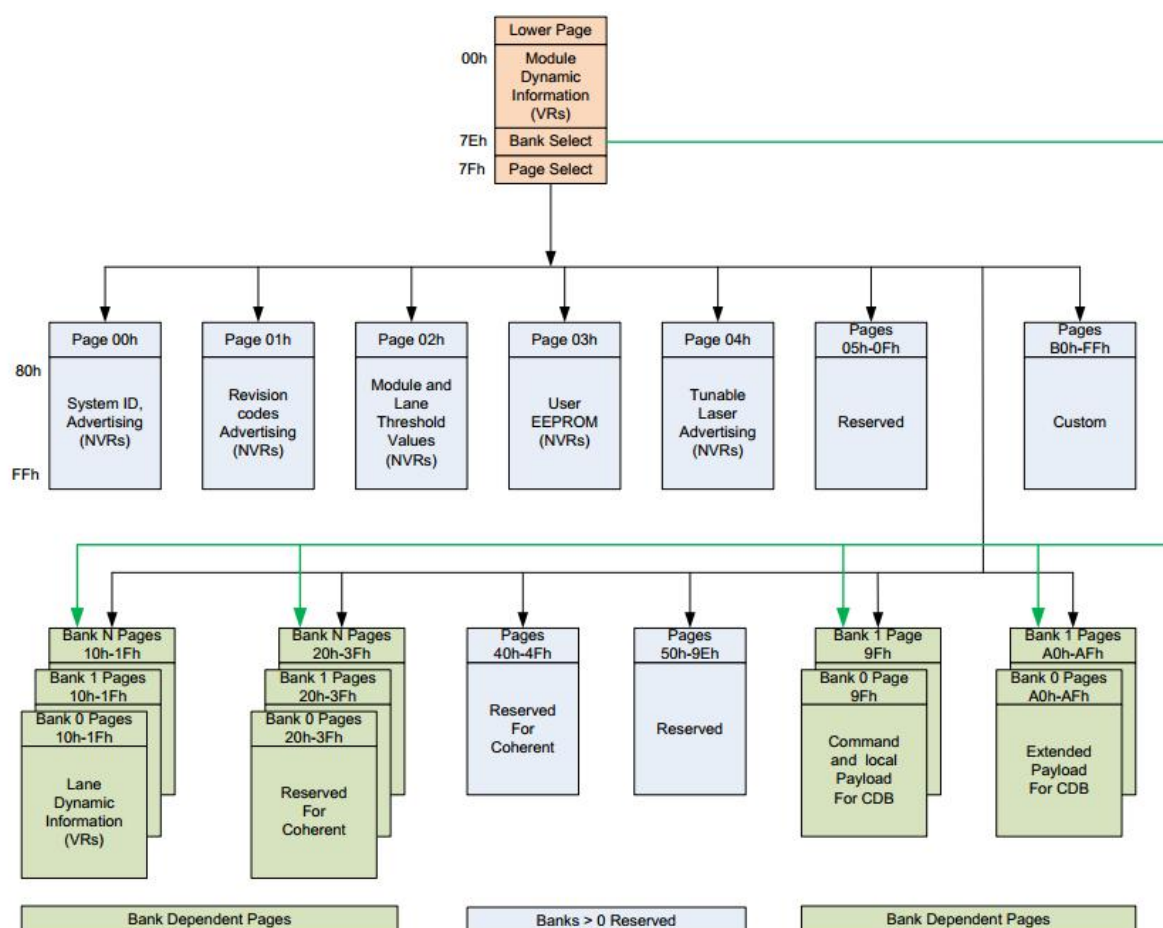 Lower Page
00h
Module
Dynamic
Information
(VRs)
7Eh
Bank Select
7Fh
Page Select
Page 00h
Page 01h
Page 02h
Page 03h
Page 04h
Pages
05h-0Fh
Pages
B0h-FFh
80h
System ID,
Advertising
(NVRs)
Revision
codes
Advertising
(NVRs)
Module and
Lane
Threshold
Values
(NVRs)
User
EEPROM
(NVRs)
Tunable
Laser
Advertising
(NVRs)
Reserved
Custom
FFh
Bank N Pages
10h-1Fh
Bank 1 Pages
10h-1Fh
Bank 0 Pages
10h-1Fh
Lane
Dynamic
Information
(VRs)
Bank N Pages
20h-3Fh
Bank 1 Pages
20h-3Fh
Bank 0 Pages
20h-3Fh
Reserved
For
Coherent
Pages
40h-4Fh
Reserved
For
Coherent
Pages
50h-9Eh
Reserved
Bank 1 Page
9Fh
Bank 0 Page
9Fh
Command
and local
Payload
For CDB
Bank 1 Pages
A0h-AFh
Bank 0 Pages
A0h-AFh
Extended
Payload
For CDB
Bank Dependent Pages
Banks > 0 Reserved
Bank Dependent Pages